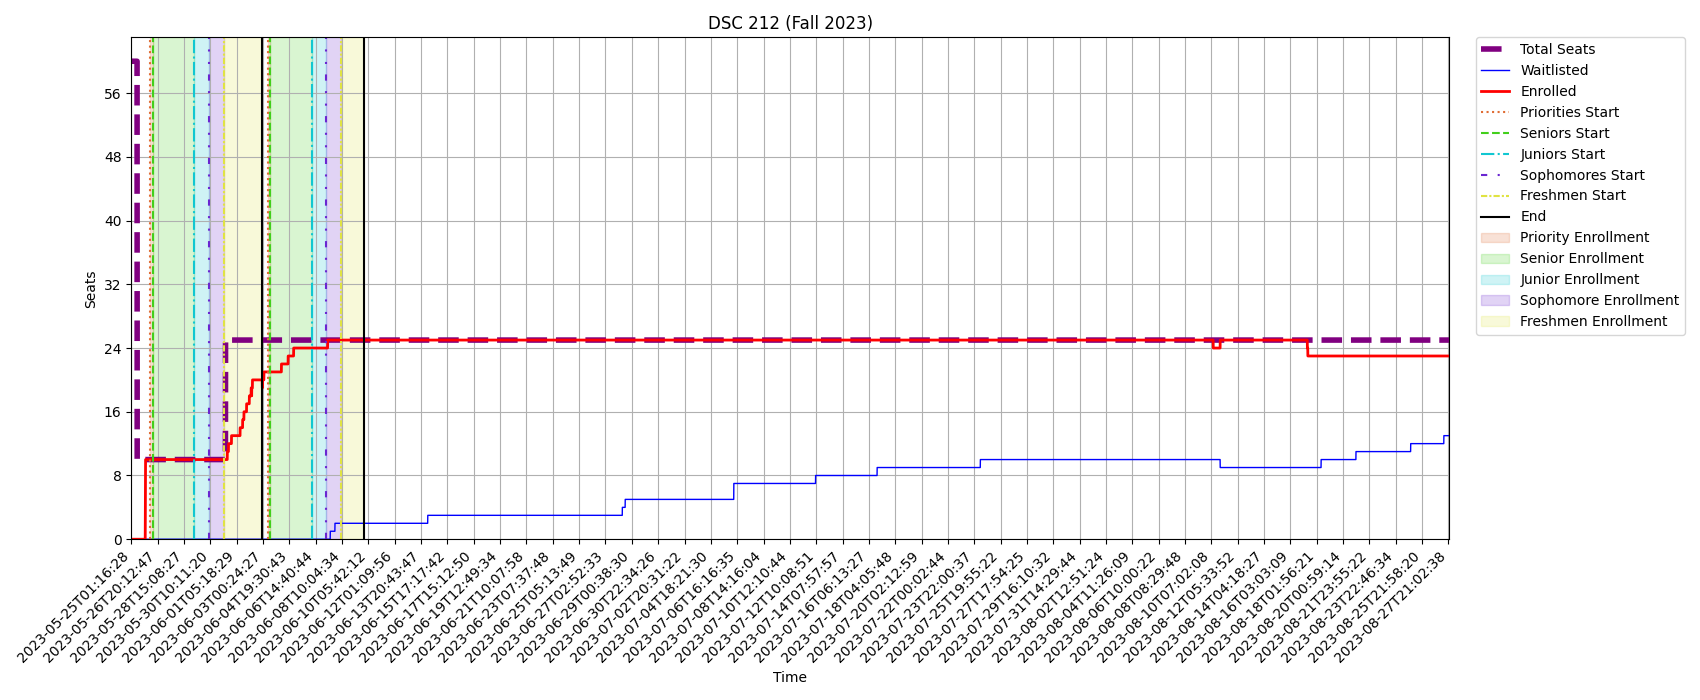 DSC 212 (Fall 2023)
Total Seats
Waitlisted
Enrolled
Priorities Start
Seniors Start
Juniors Start
Sophomores Start
Freshmen Start
End
Priority Enrollment
Senior Enrollment
Junior Enrollment
Sophomore Enrollment
Freshmen Enrollment
56
48
40
32
24
16
8
0
Seats
2023-05-25T01:16:28
2023-05-26T20:12:47
2023-05-28T15:08:27
2023-05-30T10:11:20
2023-06-01T05:18:29
2023-06-03T00:24:27
2023-06-04T19:30:43
2023-06-06T14:40:44
2023-06-08T10:04:34
2023-06-10T05:42:12
2023-06-12T01:09:56
2023-06-13T20:43:47
2023-06-15T17:17:42
2023-06-17T15:12:50
2023-06-19T12:49:34
2023-06-21T10:07:58
2023-06-23T07:37:48
2023-06-25T05:13:49
2023-06-27T02:52:33
2023-06-29T00:38:30
2023-06-30T22:34:26
2023-07-02T20:31:22
2023-07-04T18:21:30
2023-07-06T16:16:35
2023-07-08T14:16:04
2023-07-10T12:10:44
2023-07-12T10:08:51
2023-07-14T07:57:57
2023-07-16T06:13:27
2023-07-18T04:05:48
2023-07-20T02:12:59
2023-07-22T00:02:44
2023-07-23T22:00:37
2023-07-25T19:55:22
2023-07-27T17:54:25
2023-07-29T16:10:32
2023-07-31T14:29:44
2023-08-02T12:51:24
2023-08-04T11:26:09
2023-08-06T10:00:22
2023-08-08T08:29:48
2023-08-10T07:02:08
2023-08-12T05:33:52
2023-08-14T04:18:27
2023-08-16T03:03:09
2023-08-18T01:56:21
2023-08-20T00:59:14
2023-08-21T23:55:22
2023-08-23T22:46:34
2023-08-25T21:58:20
2023-08-27T21:02:38
Time